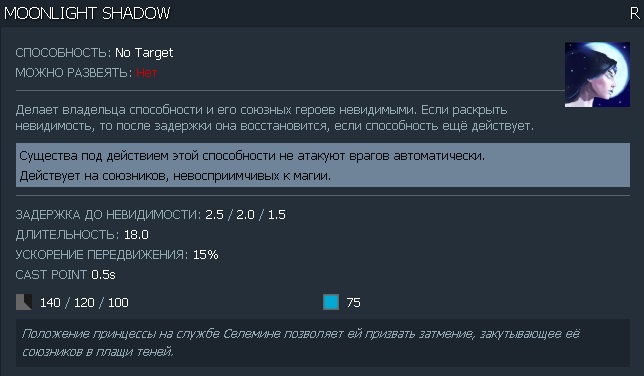 MOONLIGHT SHADOW R
СПОСОБНОСТЬ: No Target
МОЖНО РАЗВЕЯТЬ: Нет
Делает владельца способности и его союзных героев невидимыми. Если раскрыть
невидимость, то после задержки она восстановится, если способность ещё действует.
Существа под действием этой способности не атакуют врагов автоматически.
Действует на союзников, невосприимчивых к магии.
ЗАДЕРЖКА ДО НЕВИДИМОСТИ: 2.5 / 2.0 / 1.5
ДЛИТЕЛЬНОСТЬ: 18.0
УСКОРЕНИЕ ПЕРЕДВИЖЕНИЯ: 15%
CAST POINT 0.5s
140 / 120 / 100 75
Положение принцессы на службе Селемине позволяет ей призвать затмение, закутывающее её
союзников в плащи теней.